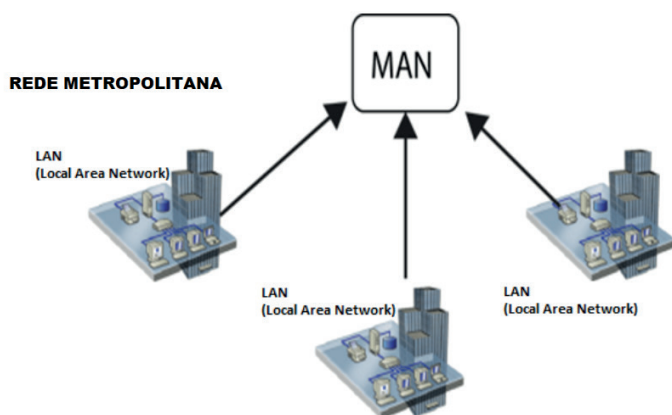 MAN
REDE METROPOLITANA
LAN
(Local Area Network)
LAN
(Local Area Network)
LAN
(Local Area Network)